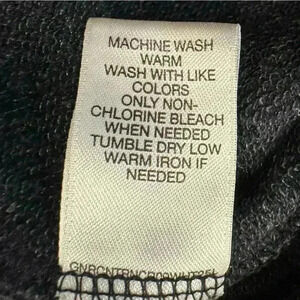 MACHINE WASH
WARM
WASH WITH LIKE
COLORS
ONLY NON-
CHLORINE BLEACH
WHEN NEEDED
TUMBLE DRY LOW
WARM IRON IF
NEEDED